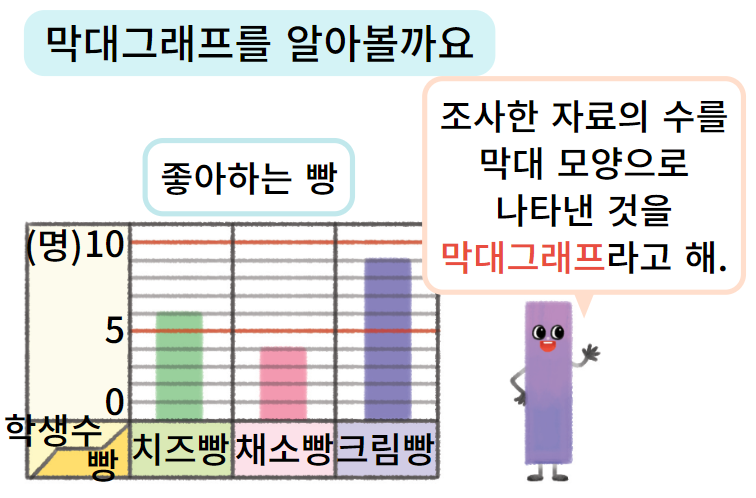 막대그래프를 알아볼까요
조사한 자료의 수를
막대 모양으로
나타낸 것을
막대그래프라고 해.
좋아하는 빵
(명)10
5
0
학생수
빵
치즈빵 채소빵 크림빵